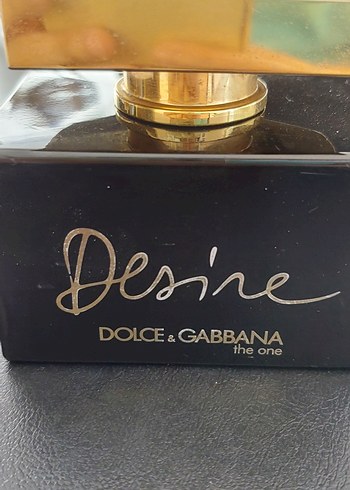 Desire
DOLCE & GABBANA
the one